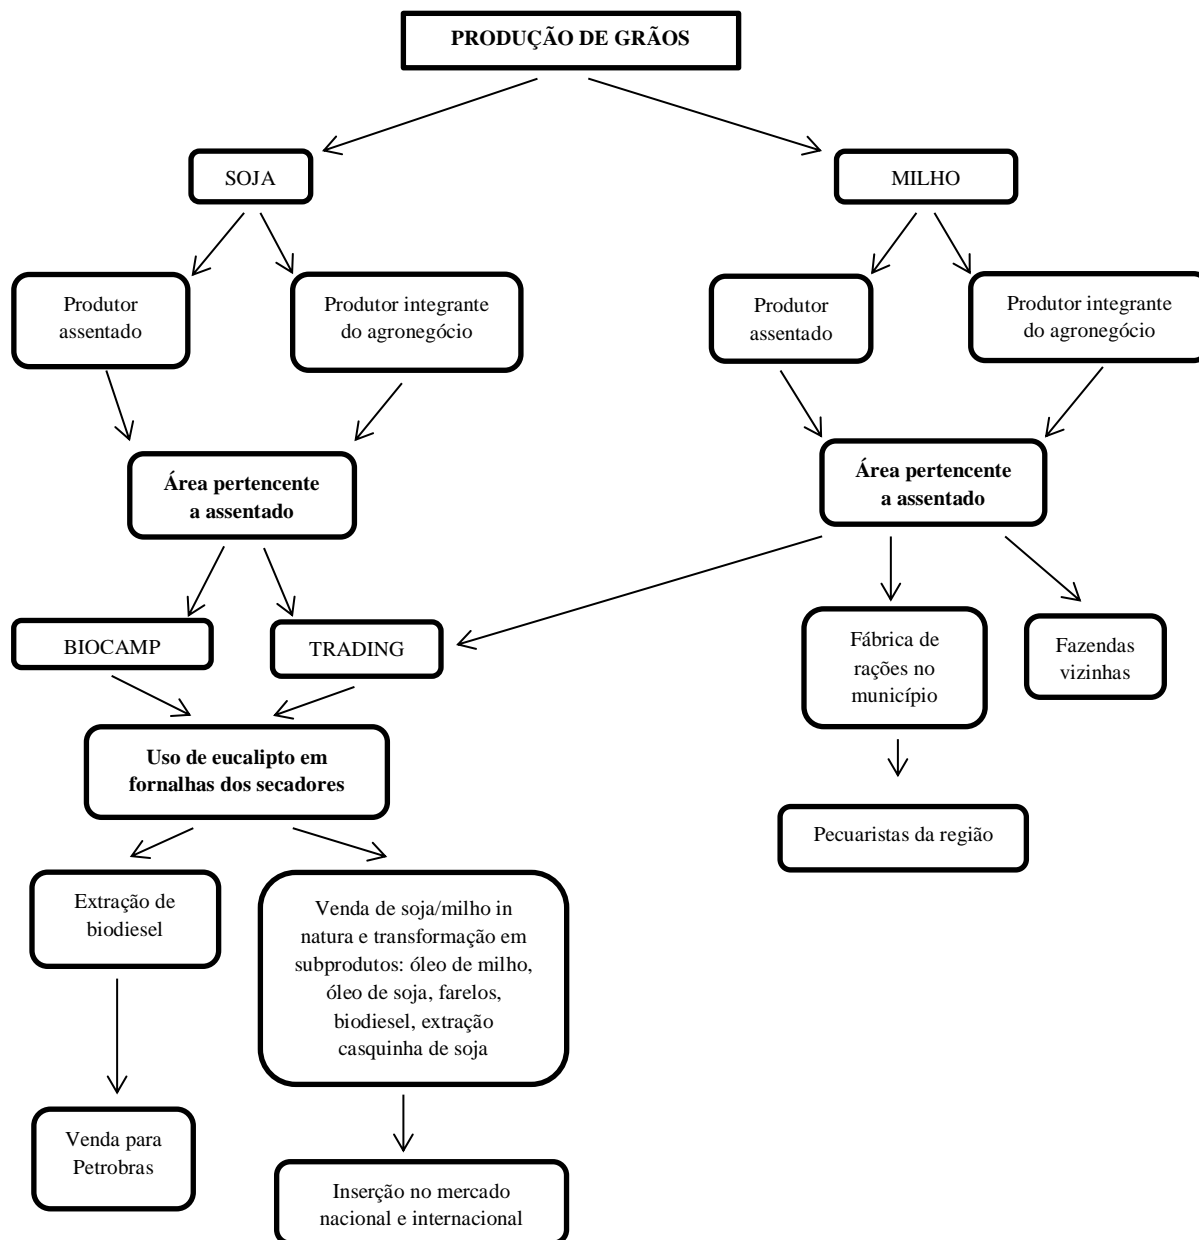 PRODUÇÃO DE GRÃOS
SOJA
MILHO
Produtor
assentado
Produtor integrante
do agronegócio
Produtor
assentado
Produtor integrante
do agronegócio
Área pertencente
a assentado
Área pertencente
a assentado
BIOCAMP
TRADING
Fábrica de
rações no
município
Fazendas
vizinhas
Uso de eucalipto em
fornalhas dos secadores
Pecuaristas da região
Extração de
biodiesel
Venda de soja/milho in
natura e transformação em
subprodutos: óleo de milho,
óleo de soja, farelos,
biodiesel, extração
casquinha de soja
Venda para
Petrobras
Inserção no mercado
nacional e internacional